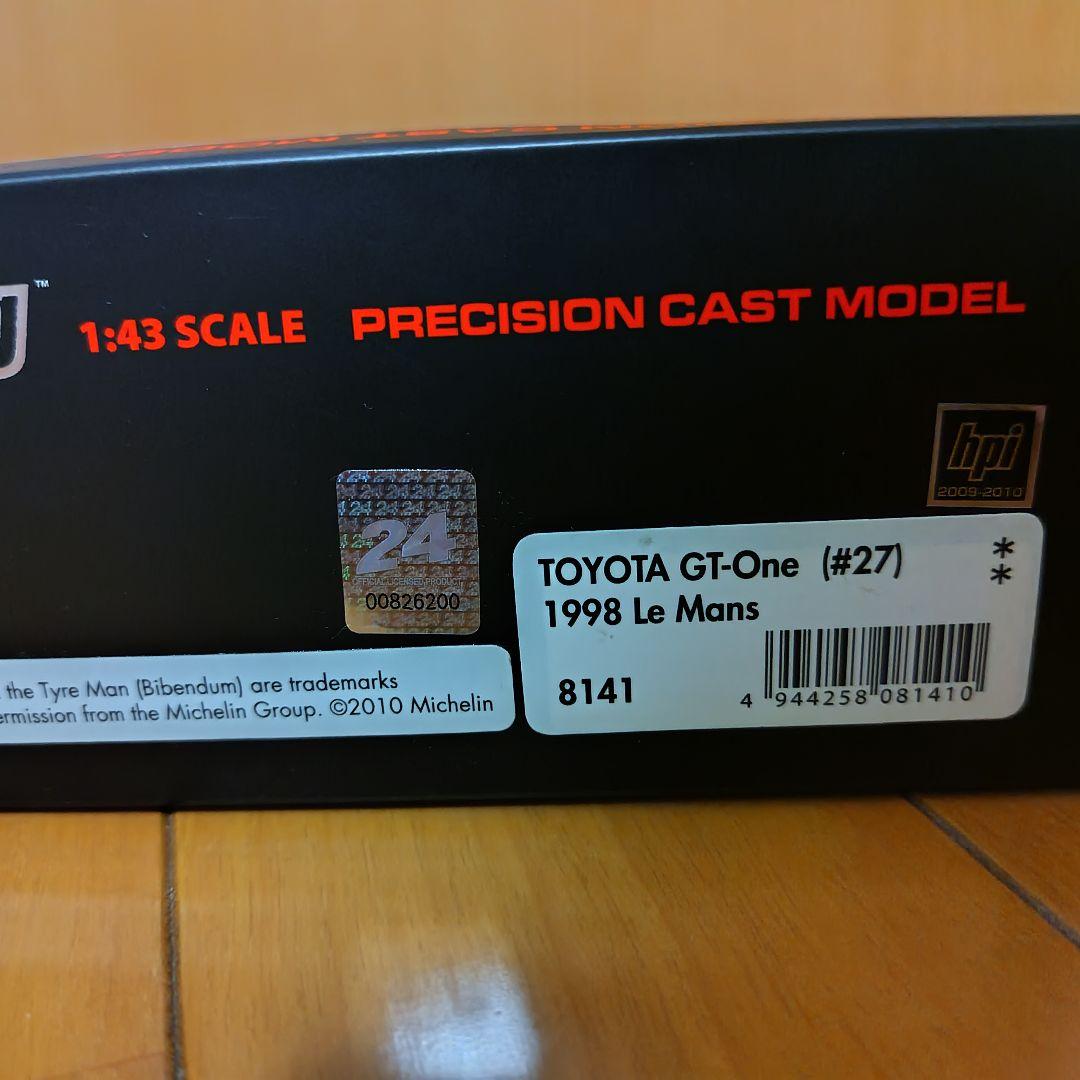 ™
1:43 SCALE PRECISION CAST MODEL
hpi
2009-2010
24
OFFICIAL LICENSED PRODUCT
00826200
TOYOTA GT-One (#27) **
1998 Le Mans
8141
4 944258 081410
the Tyre Man (Bibendum) are trademarks
ermission from the Michelin Group. ©2010 Michelin